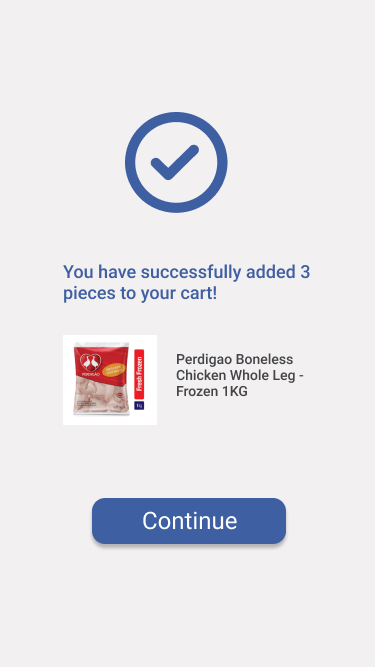 You have successfully added 3
pieces to your cart!
PERDIGAO
Fresh Frozen
1KG
Perdigao Boneless
Chicken Whole Leg -
Frozen 1KG
Continue